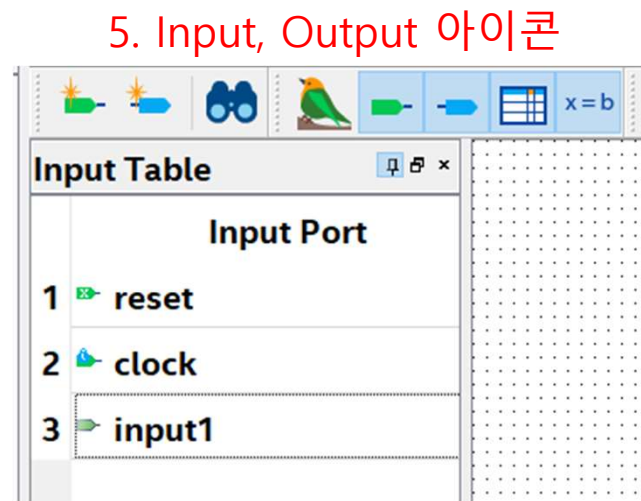 5. Input, Output 아이콘
x = b
Input Table
Input Port
1 reset
2 clock
3 input1